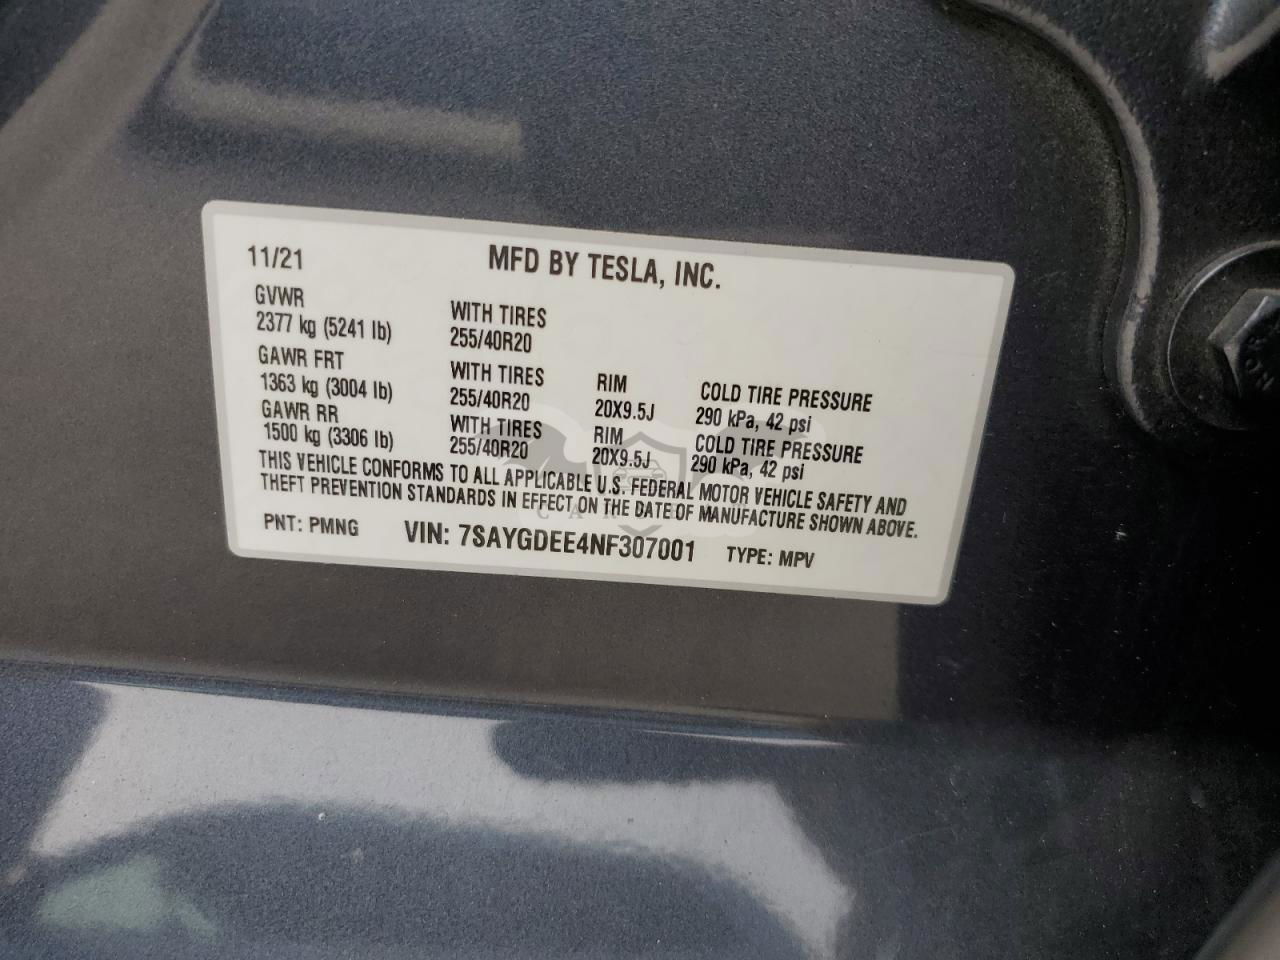 11/21 MFD BY TESLA, INC.
GVWR
2377 kg (5241 lb) WITH TIRES
255/40R20
GAWR FRT
1363 kg (3004 lb) WITH TIRES RIM COLD TIRE PRESSURE
255/40R20 20X9.5J 290 kPa, 42 psi
GAWR RR
1500 kg (3306 lb) WITH TIRES RIM COLD TIRE PRESSURE
255/40R20 20X9.5J 290 kPa, 42 psi
THIS VEHICLE CONFORMS TO ALL APPLICABLE U.S. FEDERAL MOTOR VEHICLE SAFETY AND
THEFT PREVENTION STANDARDS IN EFFECT ON THE DATE OF MANUFACTURE SHOWN ABOVE.
PNT: PMNG VIN: 7SAYGDEE4NF307001 TYPE: MPV